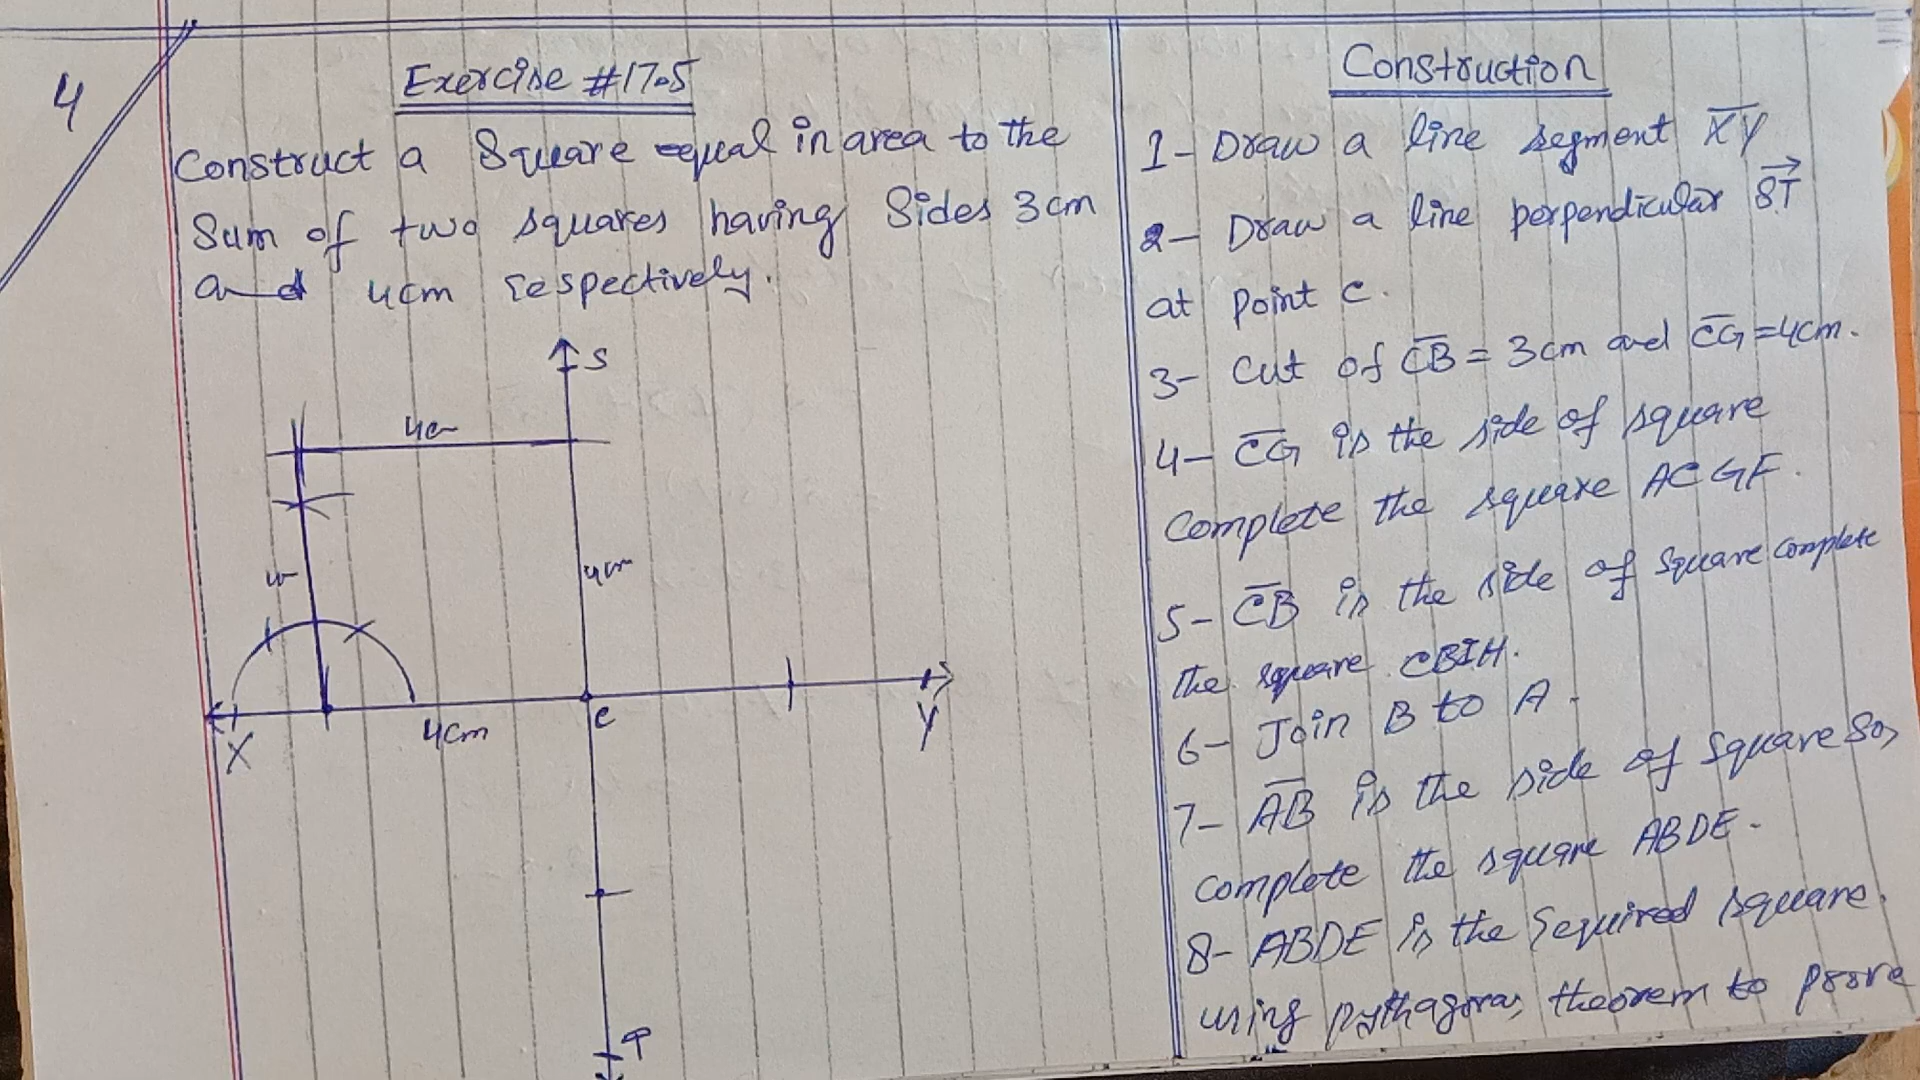 4
Exercise #17.5
Construct a Square equal in area to the
Sum of two squares having Sides 3cm
and 4cm respectively.
S
4c
4cm
4cm
X
C
Y
T
Construction
1- Draw a line segment XY
2- Draw a line perpendicular ST
at point C.
3- Cut of CB = 3cm and CG = 4cm.
4- CG is the side of square
Complete the square ACGF.
5- CB is the side of Square complete
the square CBIH.
6- Join B to A.
7- AB is the side of Square So,
complete the square ABDE.
8- ABDE is the required square.
using pythagoras theorem to prove